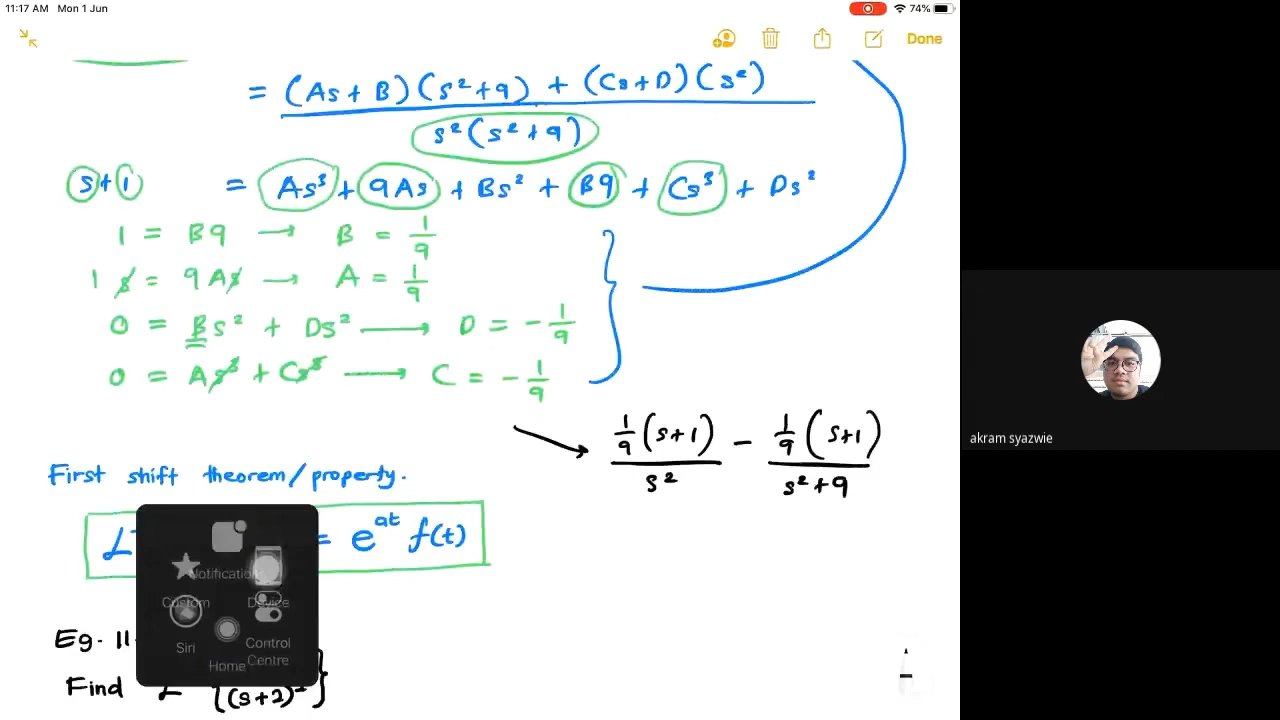 11:17 AM Mon 1 Jun 74%
Done
= (As + B)(s² + 9) + (Cs + D)(s²)
s²(s² + 9)
s + 1 = As³ + 9As + Bs² + B9 + Cs³ + Ds²
1 = B9 → B = 1/9
1 s = 9As → A = 1/9
0 = Bs² + Ds² → D = -1/9
0 = As³ + Cs³ → C = -1/9
→ 1/9 (s+1) / s² - 1/9 (s+1) / s² + 9
First shift theorem/property.
= e^at f(t)
Notifications
Custom Device
Siri Control Centre
Home
Eg. 11
Find
akram syazwie